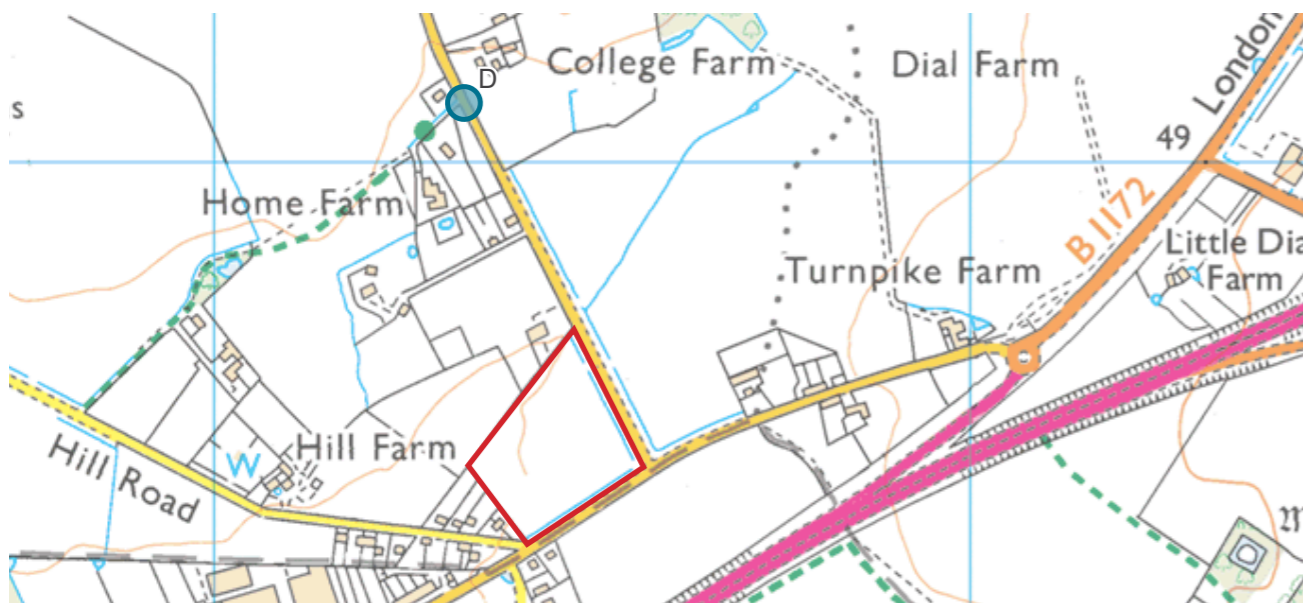 D
College Farm
Dial Farm
London
s
49
Home Farm
B1172
Little Dia
Farm
Turnpike Farm
Hill Farm
W
Hill Road
M